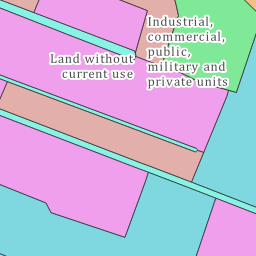 Industrial,
commercial,
public,
military and
private units
Land without
current use